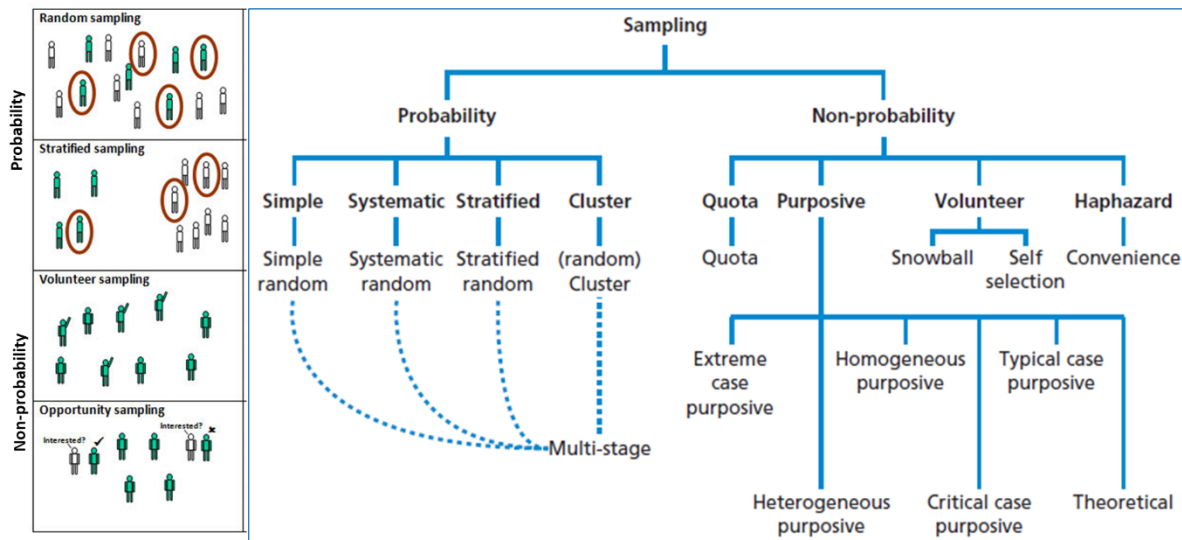 Probability
Non-probability
Random sampling
Stratified sampling
Volunteer sampling
Opportunity sampling
Interested?
Interested?
Sampling
Probability
Non-probability
Simple
Systematic
Stratified
Cluster
Quota
Purposive
Volunteer
Haphazard
Simple
random
Systematic
random
Stratified
random
(random)
Cluster
Quota
Snowball
Self
selection
Convenience
Extreme
case
purposive
Homogeneous
purposive
Typical case
purposive
Multi-stage
Heterogeneous
purposive
Critical case
purposive
Theoretical